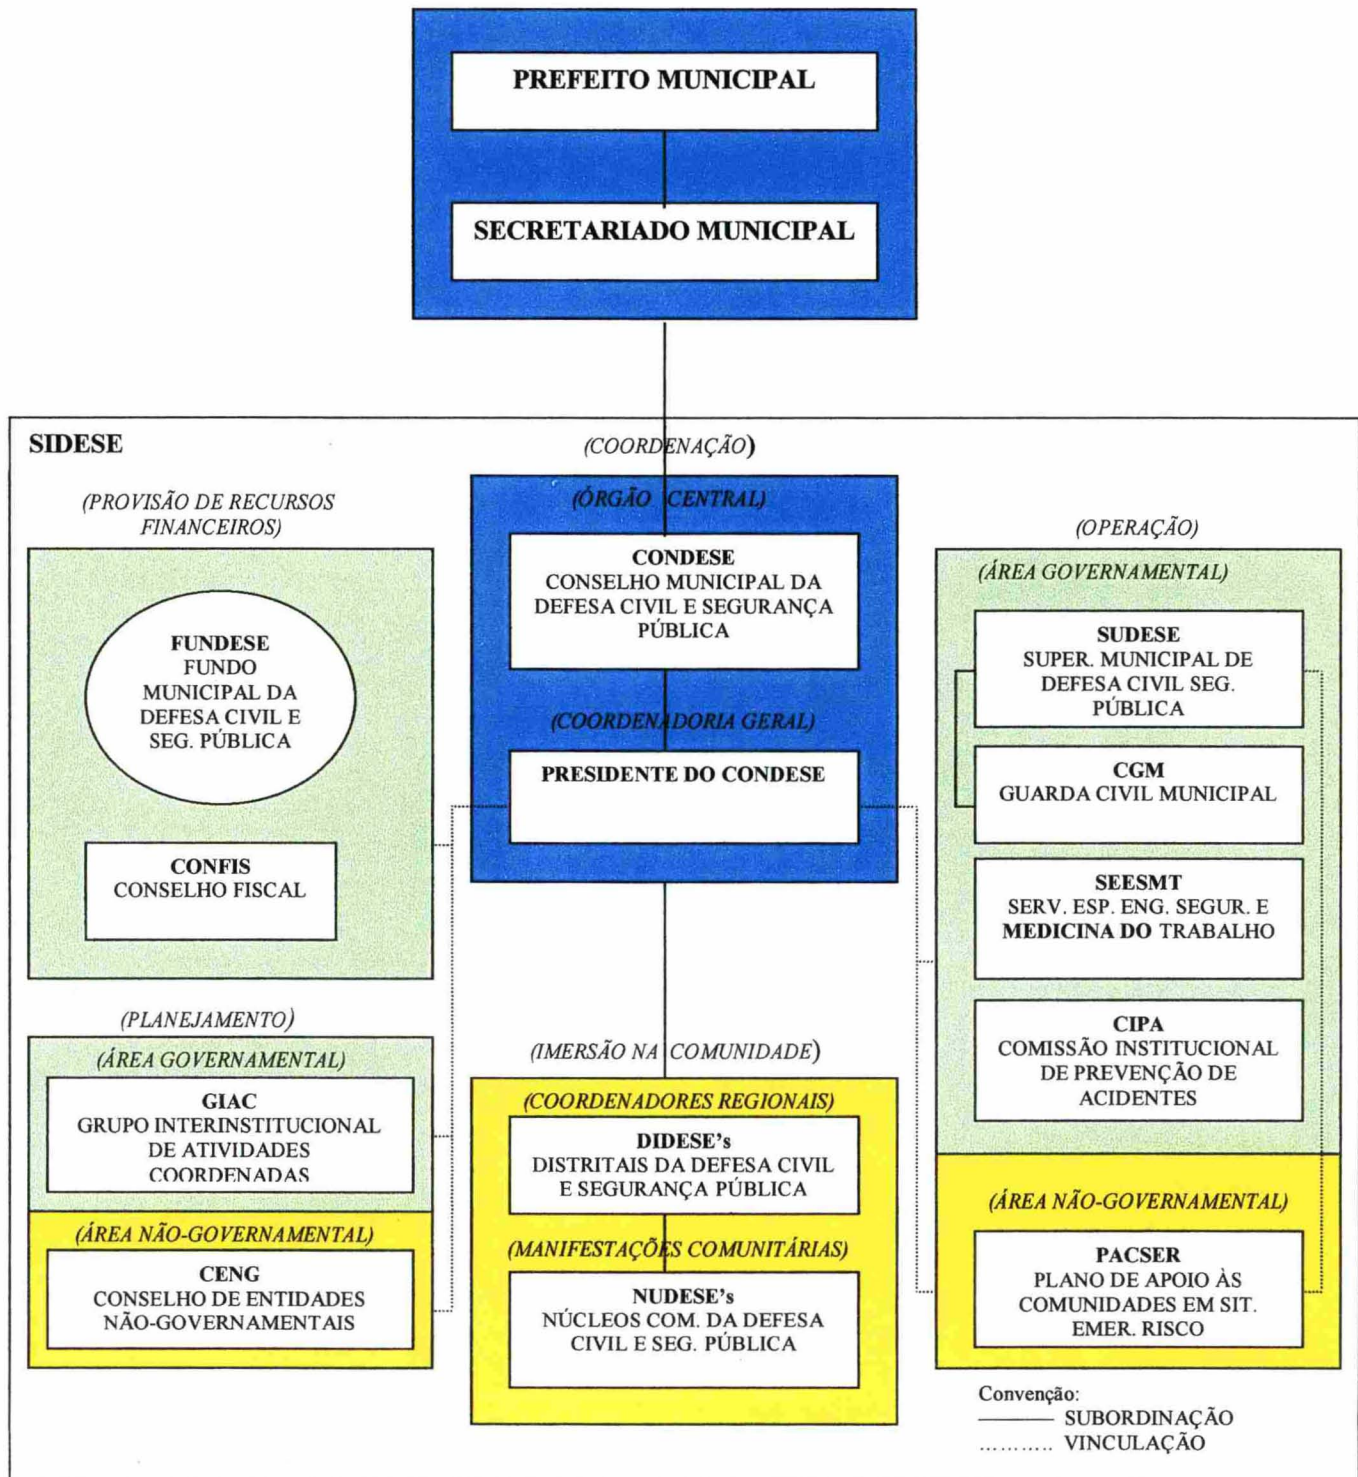 PREFEITO MUNICIPAL
SECRETARIADO MUNICIPAL
SIDESE
(COORDENAÇÃO)
(PROVISÃO DE RECURSOS
FINANCEIROS)
FUNDESE
FUNDO
MUNICIPAL DA
DEFESA CIVIL E
SEG. PÚBLICA
CONFIS
CONSELHO FISCAL
(PLANEJAMENTO)
(ÁREA GOVERNAMENTAL)
GIAC
GRUPO INTERINSTITUCIONAL
DE ATIVIDADES
COORDENADAS
(ÁREA NÃO-GOVERNAMENTAL)
CENG
CONSELHO DE ENTIDADES
NÃO-GOVERNAMENTAIS
(ÓRGÃO CENTRAL)
CONDESE
CONSELHO MUNICIPAL DA
DEFESA CIVIL E SEGURANÇA
PÚBLICA
(COORDENADORIA GERAL)
PRESIDENTE DO CONDESE
(IMERSÃO NA COMUNIDADE)
(COORDENADORES REGIONAIS)
DIDESE's
DISTRITAIS DA DEFESA CIVIL
E SEGURANÇA PÚBLICA
(MANIFESTAÇÕES COMUNITÁRIAS)
NUDESE's
NÚCLEOS COM. DA DEFESA
CIVIL E SEG. PÚBLICA
(OPERAÇÃO)
(ÁREA GOVERNAMENTAL)
SUDESE
SUPER. MUNICIPAL DE
DEFESA CIVIL SEG.
PÚBLICA
CGM
GUARDA CIVIL MUNICIPAL
SEESMT
SERV. ESP. ENG. SEGUR. E
MEDICINA DO TRABALHO
CIPA
COMISSÃO INSTITUCIONAL
DE PREVENÇÃO DE
ACIDENTES
(ÁREA NÃO-GOVERNAMENTAL)
PACSER
PLANO DE APOIO ÀS
COMUNIDADES EM SIT.
EMER. RISCO
Convenção:
SUBORDINAÇÃO
.......... VINCULAÇÃO